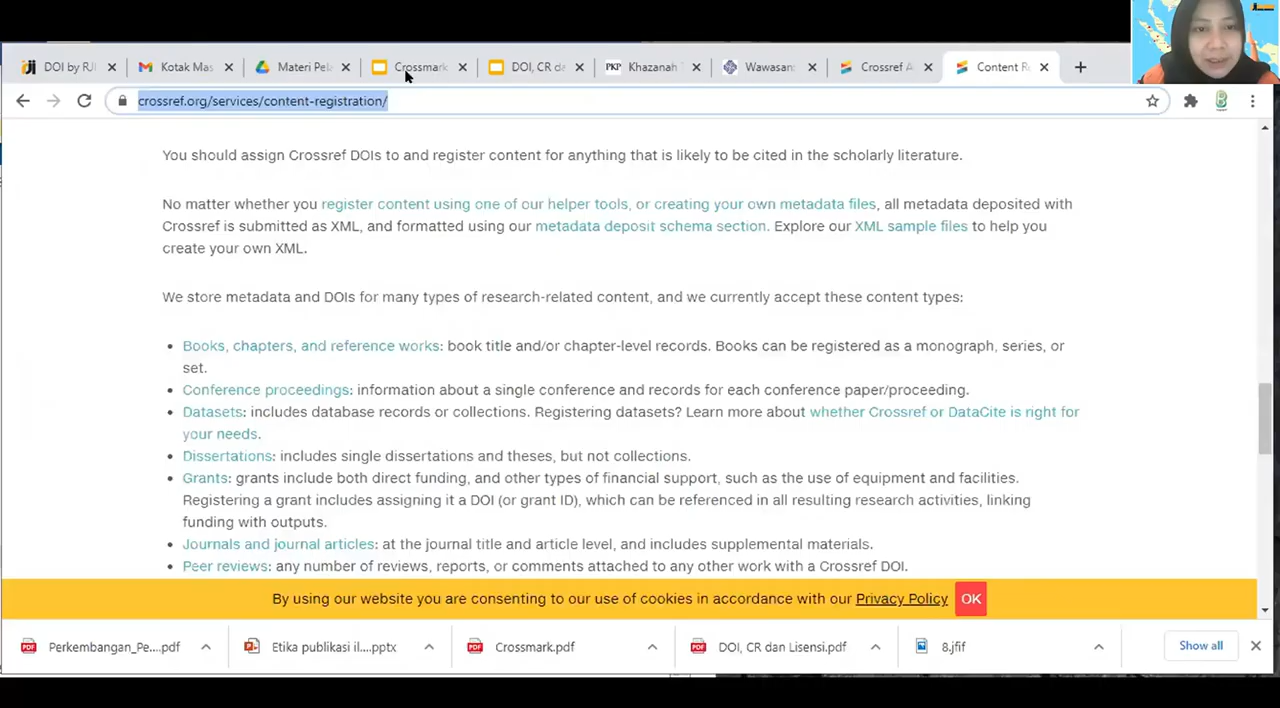 DOI by RJI
Kotak Mas
Materi Pela
Crossmark
DOI, CR da
PKP Khazanah
Wawasan
Crossref A
Content Re
crossref.org/services/content-registration/
You should assign Crossref DOIs to and register content for anything that is likely to be cited in the scholarly literature.
No matter whether you register content using one of our helper tools, or creating your own metadata files, all metadata deposited with
Crossref is submitted as XML, and formatted using our metadata deposit schema section. Explore our XML sample files to help you
create your own XML.
We store metadata and DOIs for many types of research-related content, and we currently accept these content types:
• Books, chapters, and reference works: book title and/or chapter-level records. Books can be registered as a monograph, series, or
set.
• Conference proceedings: information about a single conference and records for each conference paper/proceeding.
• Datasets: includes database records or collections. Registering datasets? Learn more about whether Crossref or DataCite is right for
your needs.
• Dissertations: includes single dissertations and theses, but not collections.
• Grants: grants include both direct funding, and other types of financial support, such as the use of equipment and facilities.
Registering a grant includes assigning it a DOI (or grant ID), which can be referenced in all resulting research activities, linking
funding with outputs.
• Journals and journal articles: at the journal title and article level, and includes supplemental materials.
• Peer reviews: any number of reviews, reports, or comments attached to any other work with a Crossref DOI.
By using our website you are consenting to our use of cookies in accordance with our Privacy Policy OK
Perkembangan_Pe....pdf
Etika publikasi il....pptx
Crossmark.pdf
DOI, CR dan Lisensi.pdf
8.jfif
Show all